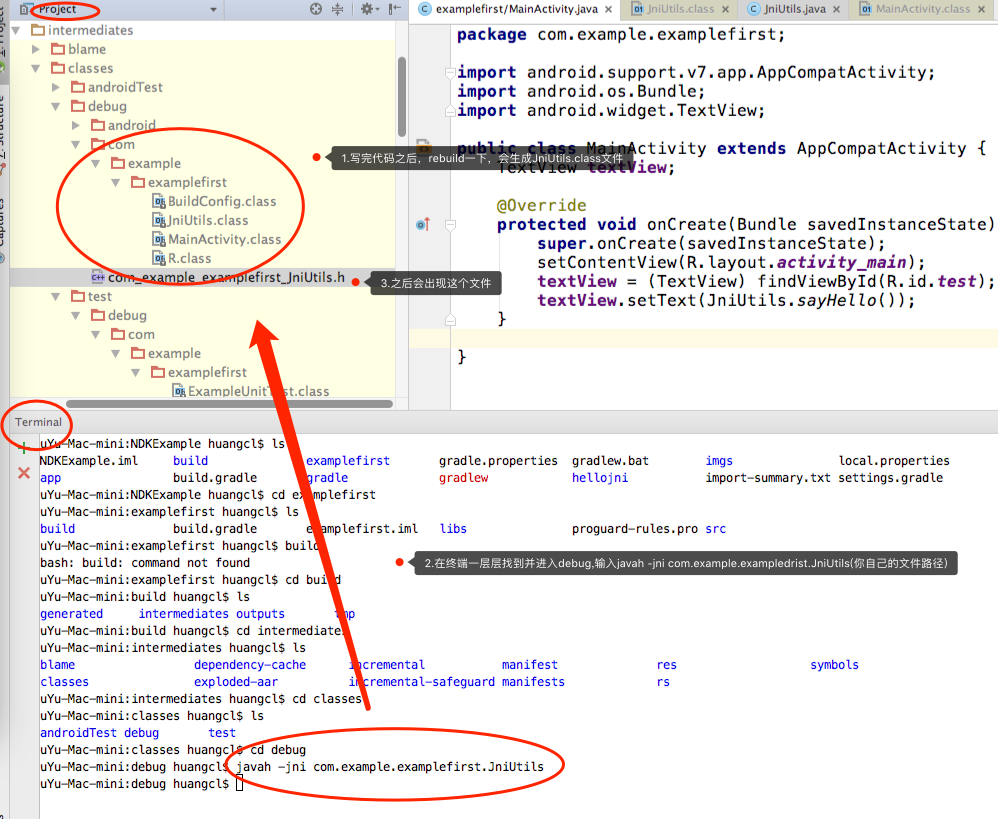 Project
intermediates
blame
classes
androidTest
debug
android
com
example
examplefirst
BuildConfig.class
JniUtils.class
MainActivity.class
R.class
com_example_examplefirst_JniUtils.h
test
debug
com
example
examplefirst
ExampleUnitTest.class
examplefirst/MainActivity.java
JniUtils.class
JniUtils.java
MainActivity.class
package com.example.examplefirst;
import android.support.v7.app.AppCompatActivity;
import android.os.Bundle;
import android.widget.TextView;
public class MainActivity extends AppCompatActivity {
TextView textView;
@Override
protected void onCreate(Bundle savedInstanceState)
super.onCreate(savedInstanceState);
setContentView(R.layout.activity_main);
textView = (TextView) findViewById(R.id.test);
textView.setText(JniUtils.sayHello());
}
}
1.写完代码之后，rebuild一下，会生成JniUtils.class文件
3.之后会出现这个文件
2.在终端一层层找到并进入debug,输入javah -jni com.example.exampledrist.JniUtils(你自己的文件路径)
Structure
Captures
Terminal
uYu-Mac-mini:NDKExample huangcl$ ls
NDKExample.iml build examplefirst gradle.properties gradlew.bat imgs local.properties
app build.gradle gradle gradlew hellojni import-summary.txt settings.gradle
uYu-Mac-mini:NDKExample huangcl$ cd examplefirst
uYu-Mac-mini:examplefirst huangcl$ ls
build build.gradle examplefirst.iml libs proguard-rules.pro src
uYu-Mac-mini:examplefirst huangcl$ build
bash: build: command not found
uYu-Mac-mini:examplefirst huangcl$ cd build
uYu-Mac-mini:build huangcl$ ls
generated intermediates outputs tmp
uYu-Mac-mini:build huangcl$ cd intermediates
uYu-Mac-mini:intermediates huangcl$ ls
blame dependency-cache incremental manifest res symbols
classes exploded-aar incremental-safeguard manifests rs
uYu-Mac-mini:intermediates huangcl$ cd classes
uYu-Mac-mini:classes huangcl$ ls
androidTest debug test
uYu-Mac-mini:classes huangcl$ cd debug
uYu-Mac-mini:debug huangcl$ javah -jni com.example.examplefirst.JniUtils
uYu-Mac-mini:debug huangcl$